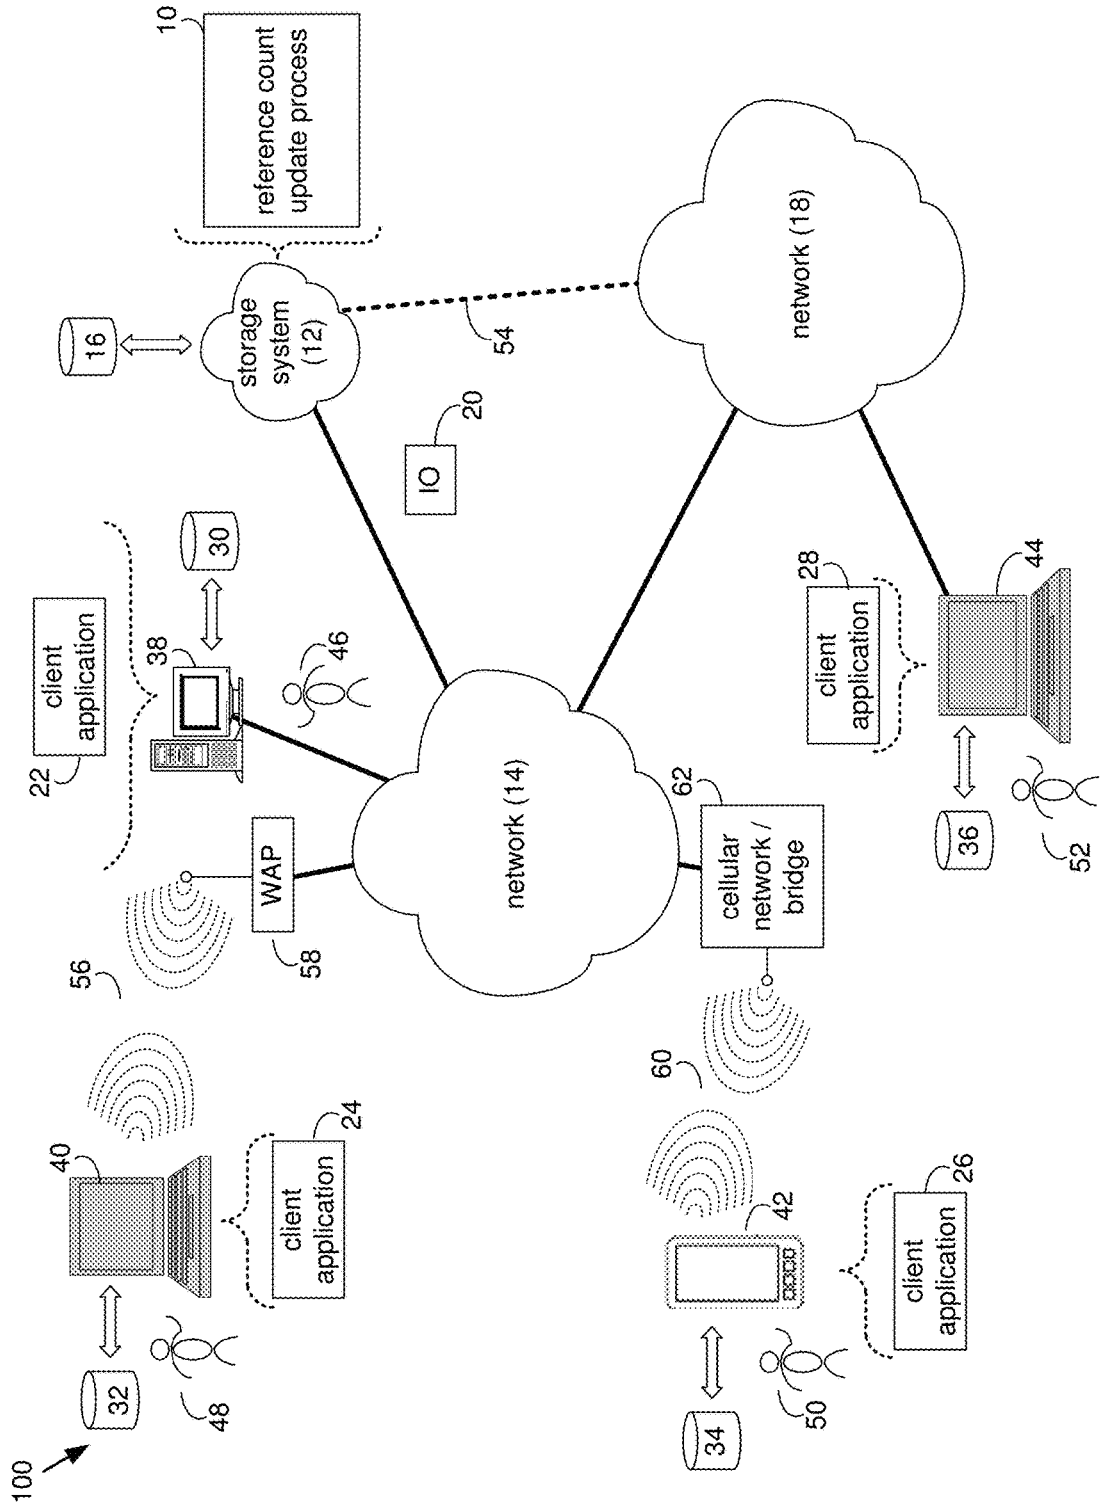 100
32
40
48
client
application
24
56
WAP
58
client
application
22
38
30
46
16
storage
system
(12)
reference count
update process
10
IO
20
54
network (14)
network (18)
34
42
50
client
application
26
60
cellular
network /
bridge
62
client
application
28
36
44
52